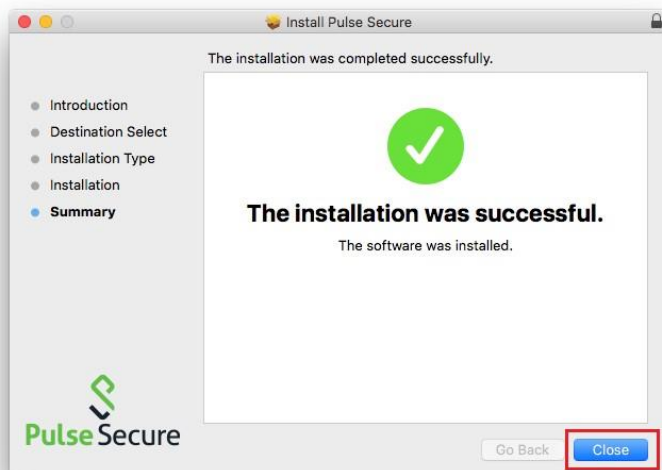 Install Pulse Secure
The installation was completed successfully.
Introduction
Destination Select
Installation Type
Installation
Summary
The installation was successful.
The software was installed.
Pulse Secure
Go Back
Close